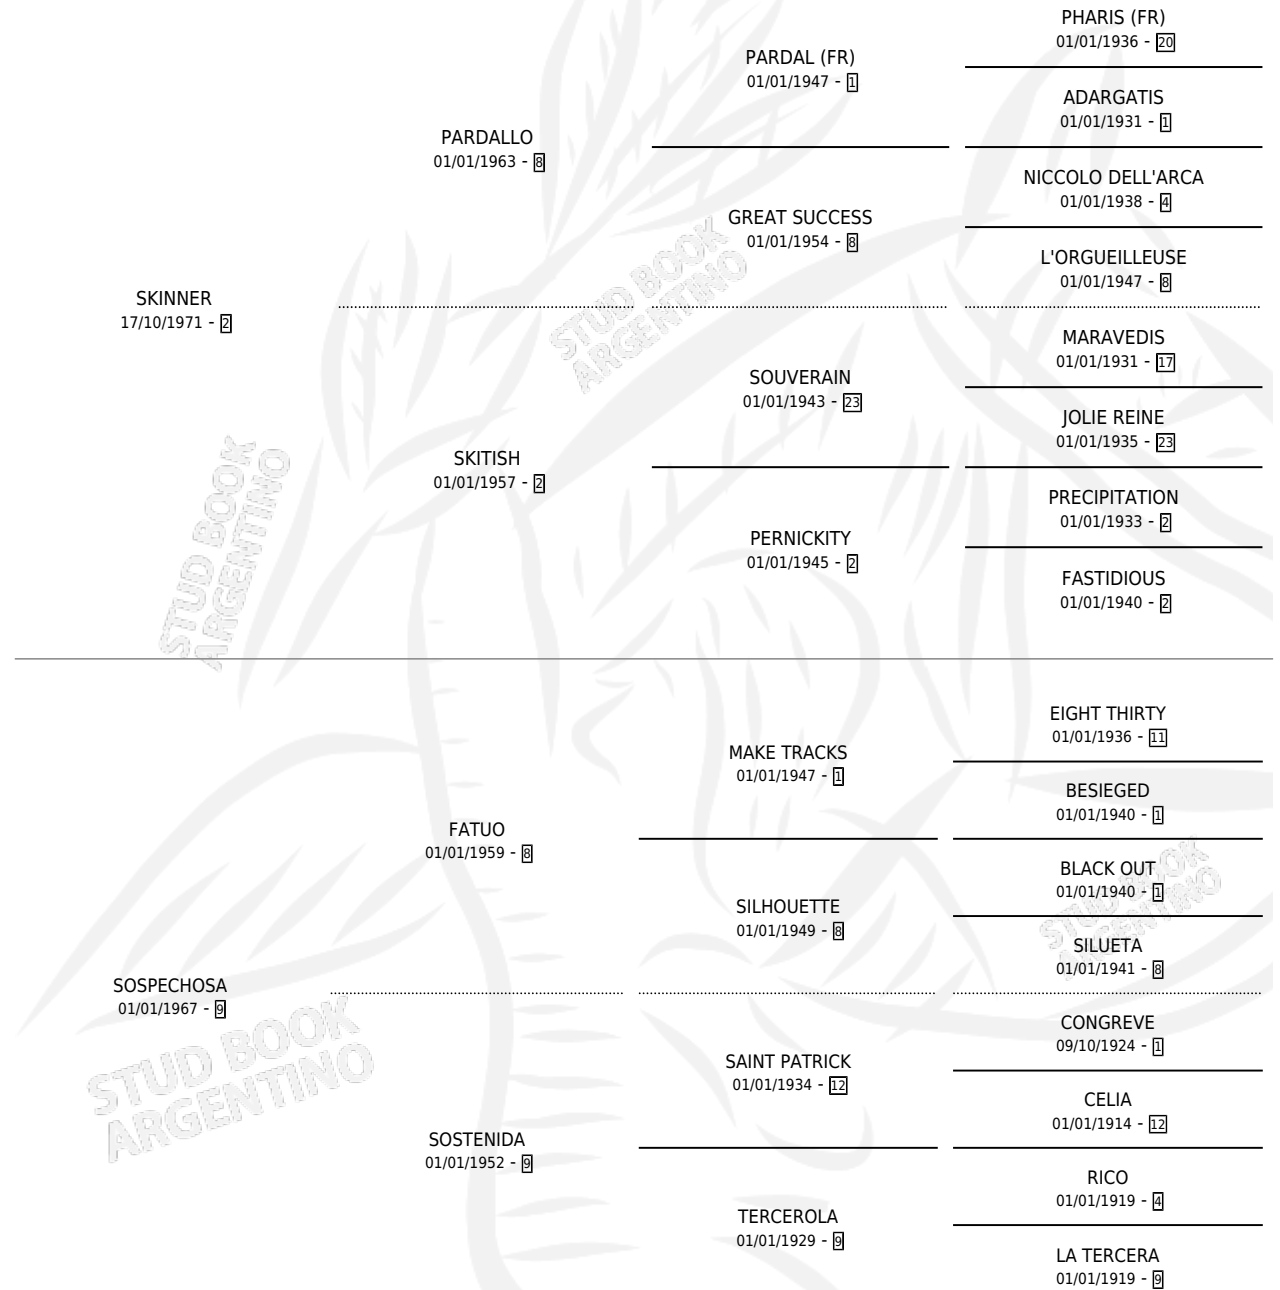 PHARIS (FR)
01/01/1936 - 20
PARDAL (FR)
01/01/1947 - 1
ADARGATIS
01/01/1931 - 1
PARDALLO
01/01/1963 - 8
NICCOLO DELL'ARCA
01/01/1938 - 4
GREAT SUCCESS
01/01/1954 - 8
L'ORGUEILLEUSE
01/01/1947 - 8
SKINNER
17/10/1971 - 2
STUD BOOK
ARGENTINO
MARAVEDIS
01/01/1931 - 17
SOUVERAIN
01/01/1943 - 23
JOLIE REINE
01/01/1935 - 23
SKITISH
01/01/1957 - 2
PRECIPITATION
01/01/1933 - 2
PERNICKITY
01/01/1945 - 2
FASTIDIOUS
01/01/1940 - 2
STUD BOOK
ARGENTINO
EIGHT THIRTY
01/01/1936 - 11
MAKE TRACKS
01/01/1947 - 1
BESIEGED
01/01/1940 - 1
FATUO
01/01/1959 - 8
BLACK OUT
01/01/1940 - 1
SILHOUETTE
01/01/1949 - 8
SILUETA
01/01/1941 - 8
STUD BOOK
ARGENTINO
SOSPECHOSA
01/01/1967 - 9
STUD BOOK
ARGENTINO
CONGREVE
09/10/1924 - 1
SAINT PATRICK
01/01/1934 - 12
CELIA
01/01/1914 - 12
SOSTENIDA
01/01/1952 - 9
RICO
01/01/1919 - 4
TERCEROLA
01/01/1929 - 9
LA TERCERA
01/01/1919 - 9